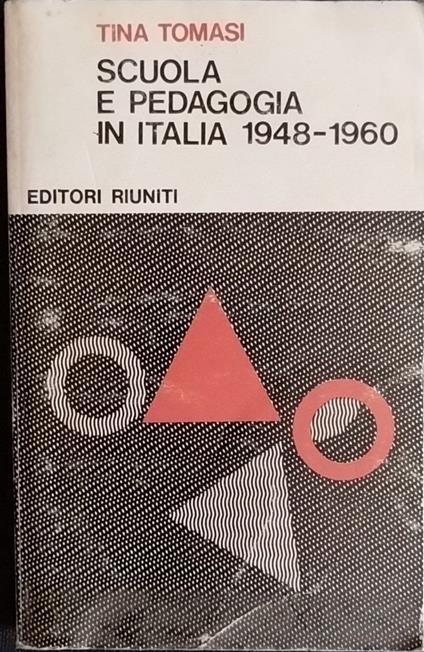 TINA TOMASI
SCUOLA
E PEDAGOGIA
IN ITALIA 1948-1960
EDITORI RIUNITI